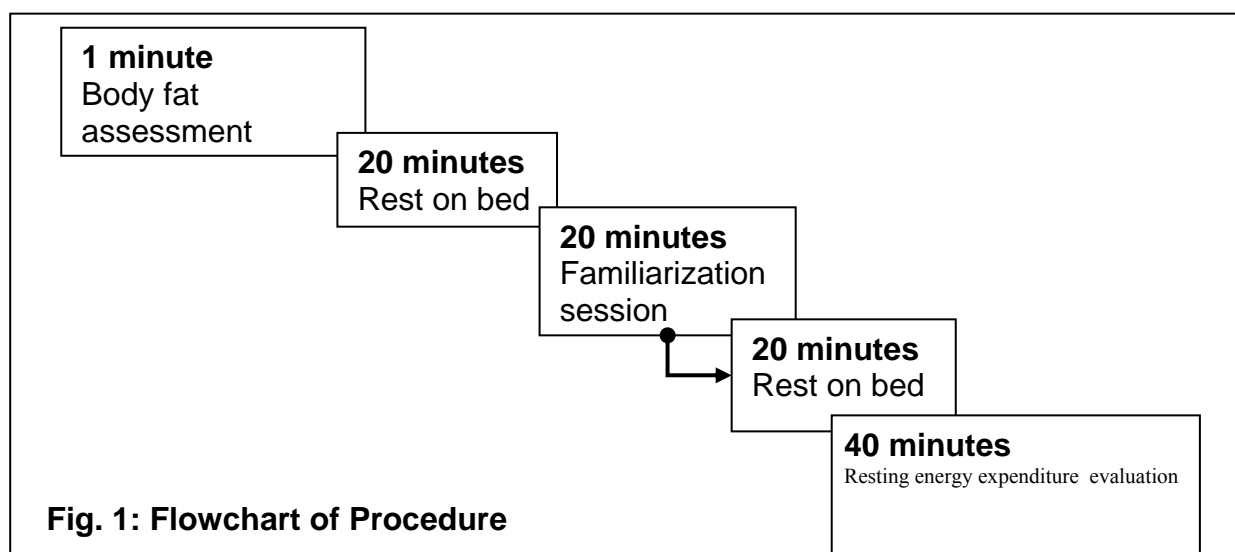 1 minute
Body fat
assessment
20 minutes
Rest on bed
20 minutes
Familiarization
session
20 minutes
Rest on bed
40 minutes
Resting energy expenditure evaluation
Fig. 1: Flowchart of Procedure